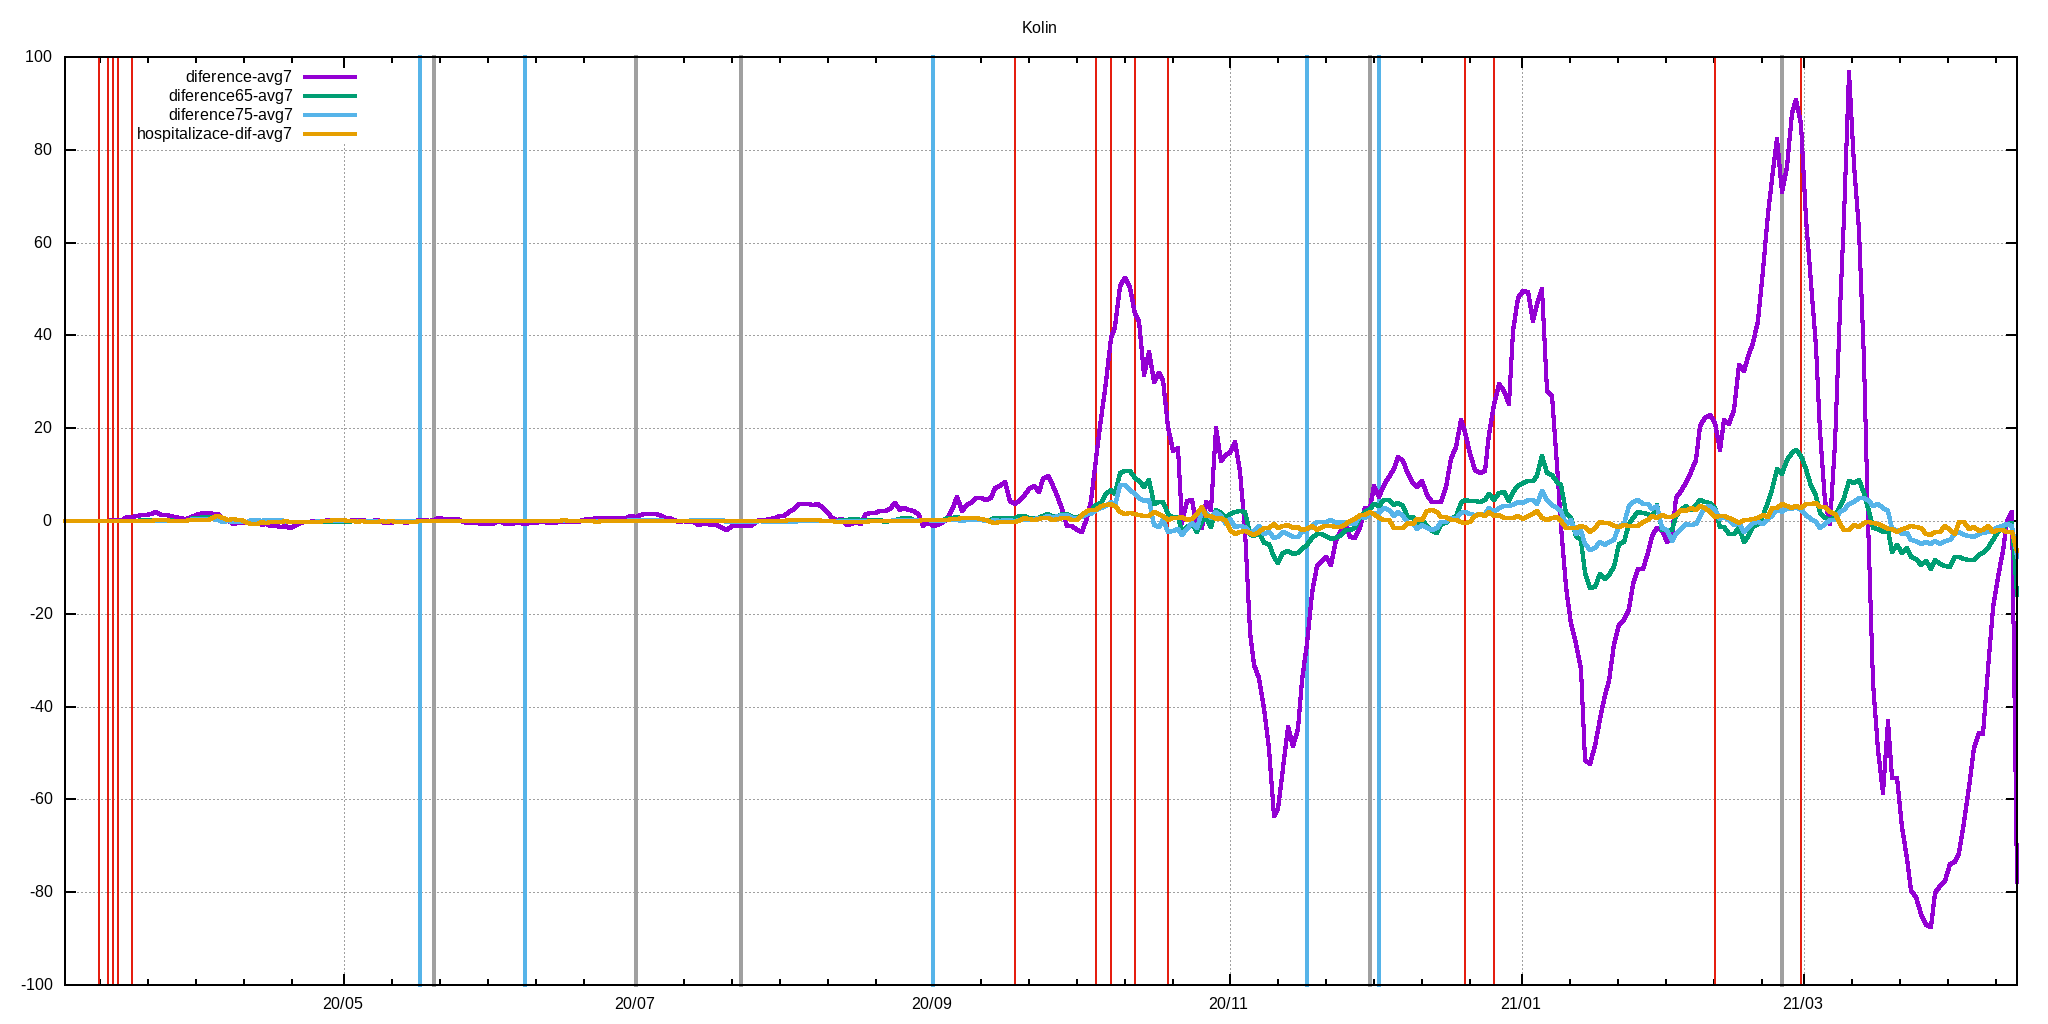 Kolin
diference-avg7
diference65-avg7
diference75-avg7
hospitalizace-dif-avg7
100
80
60
40
20
0
-20
-40
-60
-80
-100
20/05 20/07 20/09 20/11 21/01 21/03